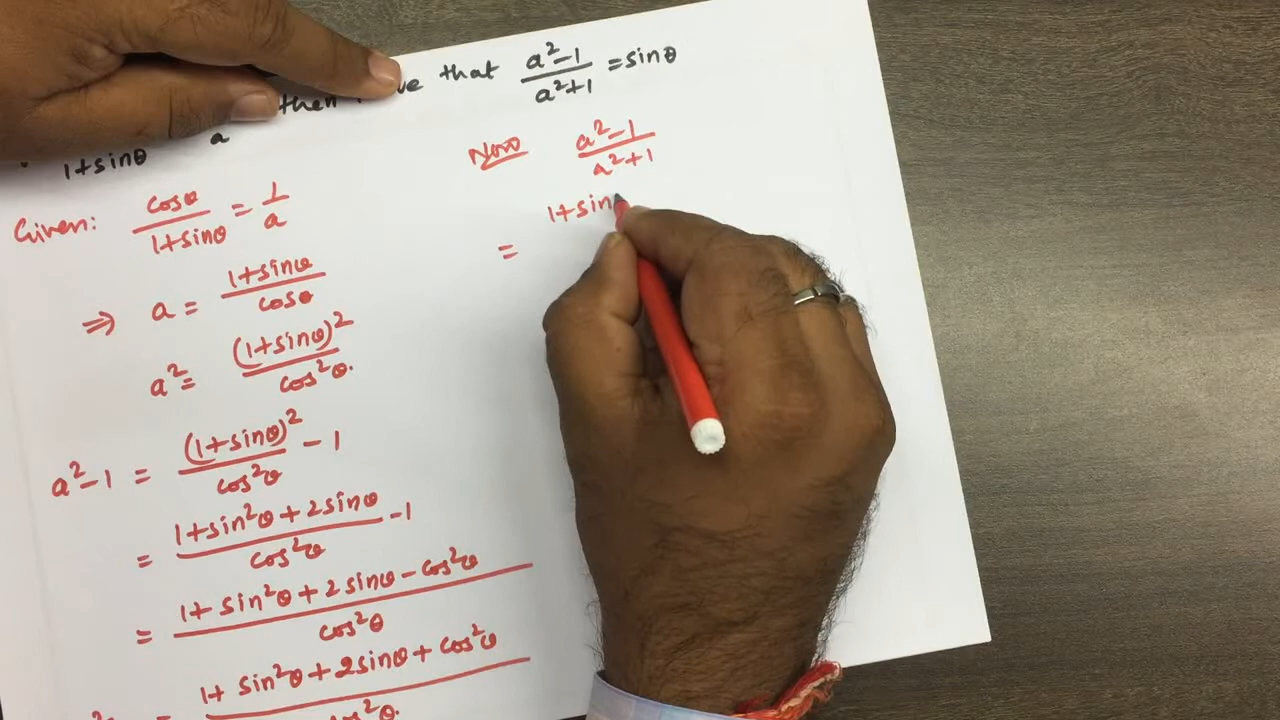 then ve that a²-1/a²+1 = sinθ
1+sinθ a
Given: cosθ/1+sinθ = 1/a
⇒ a = 1+sinθ/cosθ
a² = (1+sinθ)²/cos²θ.
a²-1 = (1+sinθ)²/cos²θ - 1
= 1+sin²θ+2sinθ/cos²θ -1
= 1+sin²θ+2sinθ-cos²θ/cos²θ
= 1+sin²θ+2sinθ+cos²θ/cos²θ.
Now a²-1/a²+1
= 1+sin